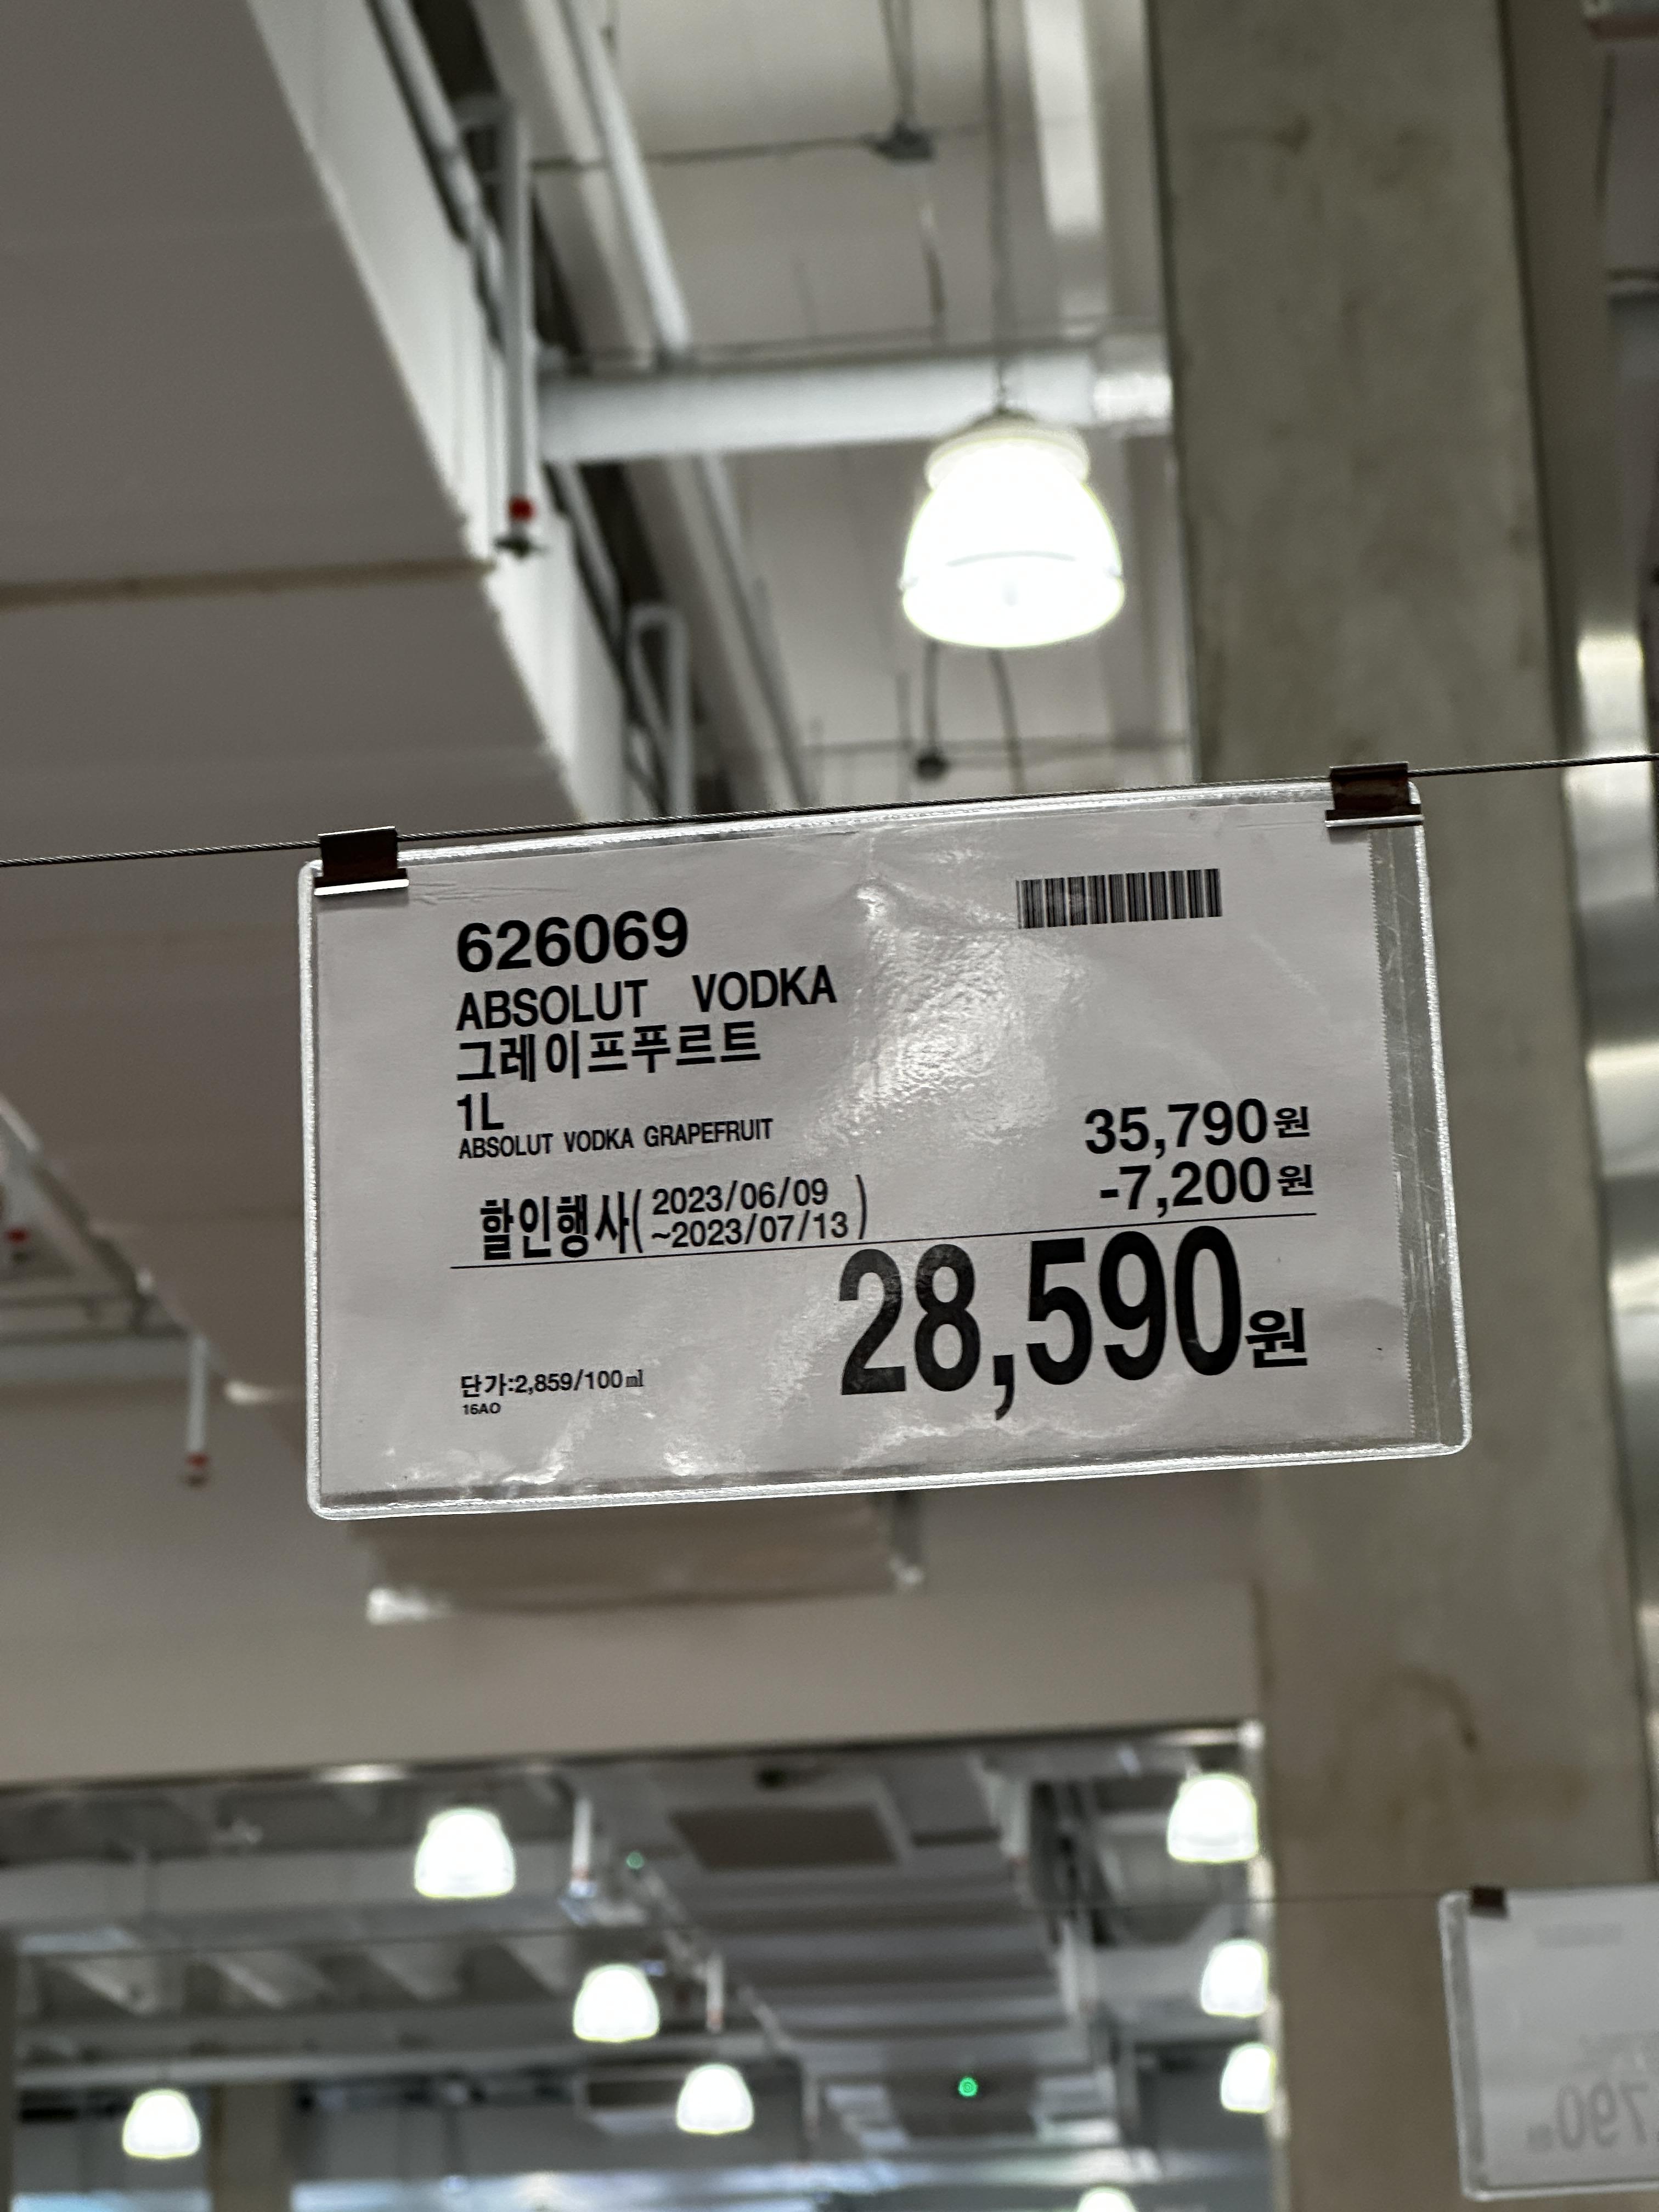 626069
ABSOLUT VODKA
그레이프푸르트
1L
ABSOLUT VODKA GRAPEFRUIT
35,790원
할인행사( 2023/06/09 ~2023/07/13 )
-7,200원
28,590원
단가:2,859/100㎖
16AO